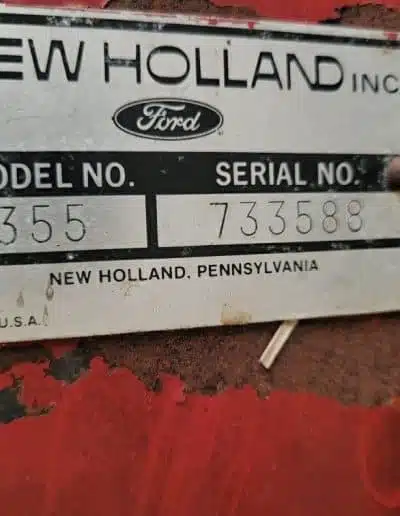 EW HOLLAND INC
Ford
ODEL NO. SERIAL NO.
355 733588
NEW HOLLAND, PENNSYLVANIA
U.S.A.